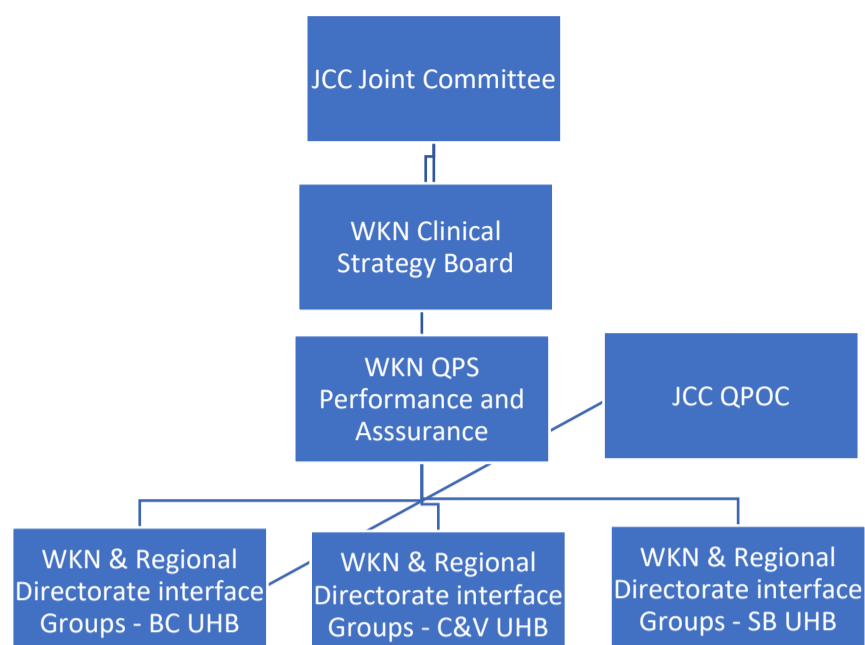 JCC Joint Committee
WKN Clinical
Strategy Board
WKN QPS
Performance and
Asssurance
JCC QPOC
WKN & Regional
Directorate interface
Groups - BC UHB
WKN & Regional
Directorate interface
Groups - C&V UHB
WKN & Regional
Directorate interface
Groups - SB UHB